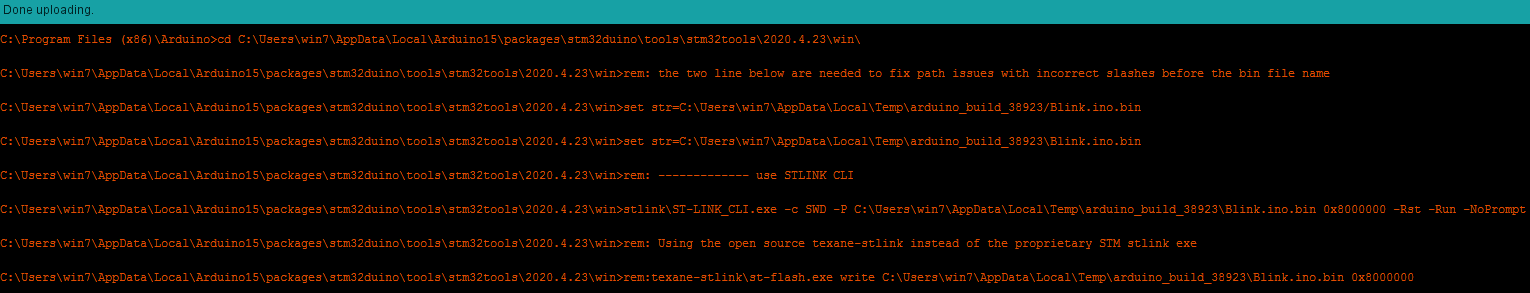 Done uploading.
C:\Program Files (x86)\Arduino>cd C:\Users\win7\AppData\Local\Arduino15\packages\stm32duino\tools\stm32tools\2020.4.23\win\
C:\Users\win7\AppData\Local\Arduino15\packages\stm32duino\tools\stm32tools\2020.4.23\win>rem: the two line below are needed to fix path issues with incorrect slashes before the bin file name
C:\Users\win7\AppData\Local\Arduino15\packages\stm32duino\tools\stm32tools\2020.4.23\win>set str=C:\Users\win7\AppData\Local\Temp\arduino_build_38923/Blink.ino.bin
C:\Users\win7\AppData\Local\Arduino15\packages\stm32duino\tools\stm32tools\2020.4.23\win>set str=C:\Users\win7\AppData\Local\Temp\arduino_build_38923\Blink.ino.bin
C:\Users\win7\AppData\Local\Arduino15\packages\stm32duino\tools\stm32tools\2020.4.23\win>rem: ------------- use STLINK CLI
C:\Users\win7\AppData\Local\Arduino15\packages\stm32duino\tools\stm32tools\2020.4.23\win>stlink\ST-LINK_CLI.exe -c SWD -P C:\Users\win7\AppData\Local\Temp\arduino_build_38923\Blink.ino.bin 0x8000000 -Rst -Run -NoPrompt
C:\Users\win7\AppData\Local\Arduino15\packages\stm32duino\tools\stm32tools\2020.4.23\win>rem: Using the open source texane-stlink instead of the proprietary STM stlink exe
C:\Users\win7\AppData\Local\Arduino15\packages\stm32duino\tools\stm32tools\2020.4.23\win>rem:texane-stlink\st-flash.exe write C:\Users\win7\AppData\Local\Temp\arduino_build_38923\Blink.ino.bin 0x8000000